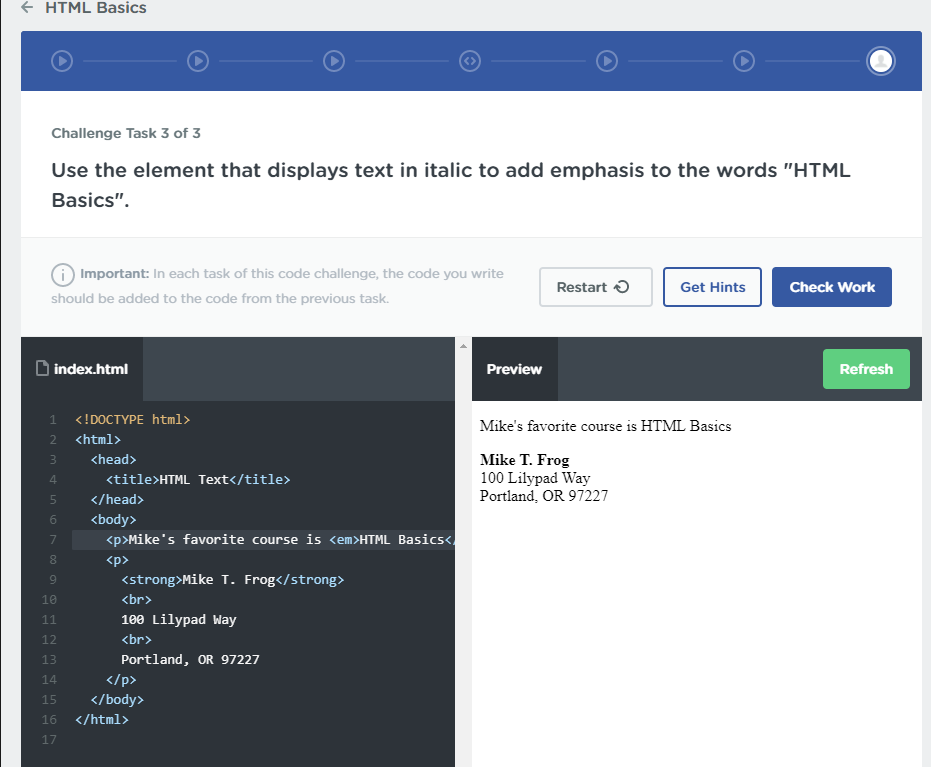 HTML Basics
Challenge Task 3 of 3
Use the element that displays text in italic to add emphasis to the words "HTML
Basics".
Important: In each task of this code challenge, the code you write
should be added to the code from the previous task.
Restart
Get Hints
Check Work
index.html
1 <!DOCTYPE html>
2 <html>
3 <head>
4 <title>HTML Text</title>
5 </head>
6 <body>
7 <p>Mike's favorite course is <em>HTML Basics</
8 <p>
9 <strong>Mike T. Frog</strong>
10 <br>
11 100 Lilypad Way
12 <br>
13 Portland, OR 97227
14 </p>
15 </body>
16 </html>
17
Preview
Refresh
Mike's favorite course is HTML Basics
Mike T. Frog
100 Lilypad Way
Portland, OR 97227